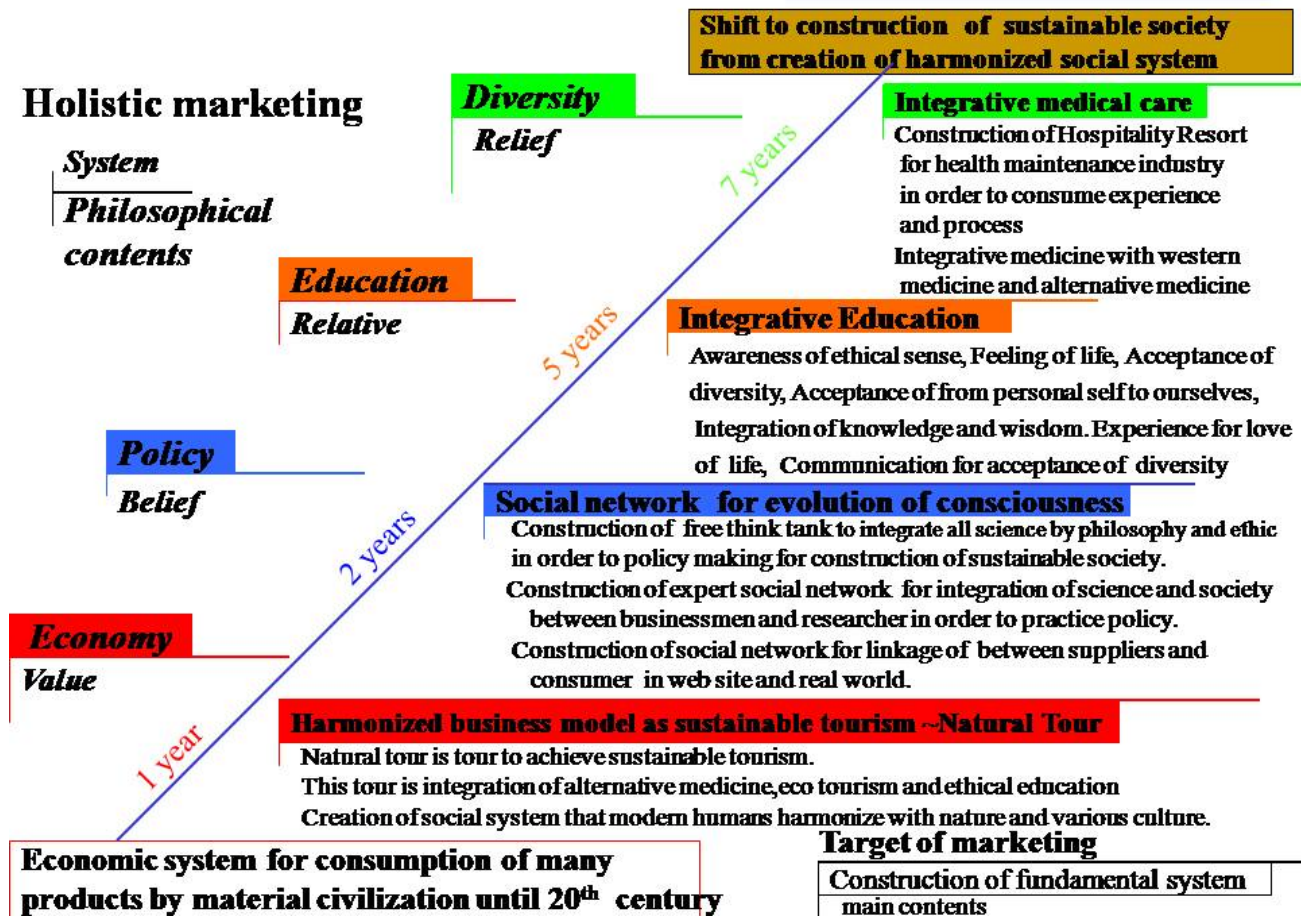 Shift to construction of sustainable society
from creation of harmonized social system
Holistic marketing
System
Philosophical
contents
Diversity
Relief
7 years
Integrative medical care
Construction of Hospitality Resort
for health maintenance industry
in order to consume experience
and process
Integrative medicine with western
medicine and alternative medicine
Education
Relative
5 years
Integrative Education
Awareness of ethical sense, Feeling of life, Acceptance of
diversity, Acceptance of from personal self to ourselves,
Integration of knowledge and wisdom. Experience for love
of life, Communication for acceptance of diversity
Policy
Belief
2 years
Social network for evolution of consciousness
Construction of free think tank to integrate all science by philosophy and ethic
in order to policy making for construction of sustainable society.
Construction of expert social network for integration of science and society
between businessmen and researcher in order to practice policy.
Construction of social network for linkage of between suppliers and
consumer in web site and real world.
Economy
Value
1 year
Harmonized business model as sustainable tourism ~Natural Tour
Natural tour is tour to achieve sustainable tourism.
This tour is integration of alternative medicine,eco tourism and ethical education
Creation of social system that modern humans harmonize with nature and various culture.
Economic system for consumption of many
products by material civilization until 20th century
Target of marketing
Construction of fundamental system
main contents